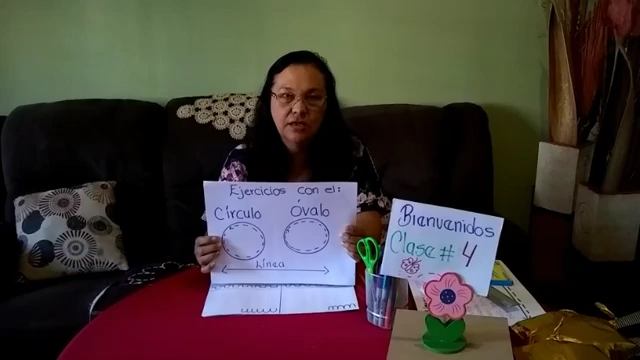 Ejercicios con el:
Círculo Óvalo
Línea
Bienvenidos
Clase # 4